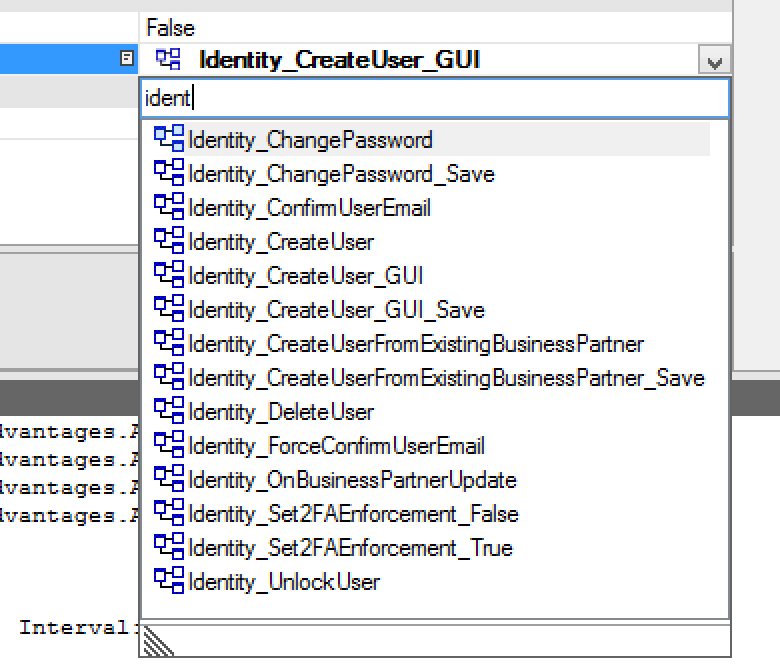 False
Identity_CreateUser_GUI
ident
Identity_ChangePassword
Identity_ChangePassword_Save
Identity_ConfirmUserEmail
Identity_CreateUser
Identity_CreateUser_GUI
Identity_CreateUser_GUI_Save
Identity_CreateUserFromExistingBusinessPartner
Identity_CreateUserFromExistingBusinessPartner_Save
Identity_DeleteUser
dvantages.A
Identity_ForceConfirmUserEmail
dvantages.A
Identity_OnBusinessPartnerUpdate
dvantages.A
Identity_Set2FAEnforcement_False
dvantages.A
Identity_Set2FAEnforcement_True
Identity_UnlockUser
Interval: